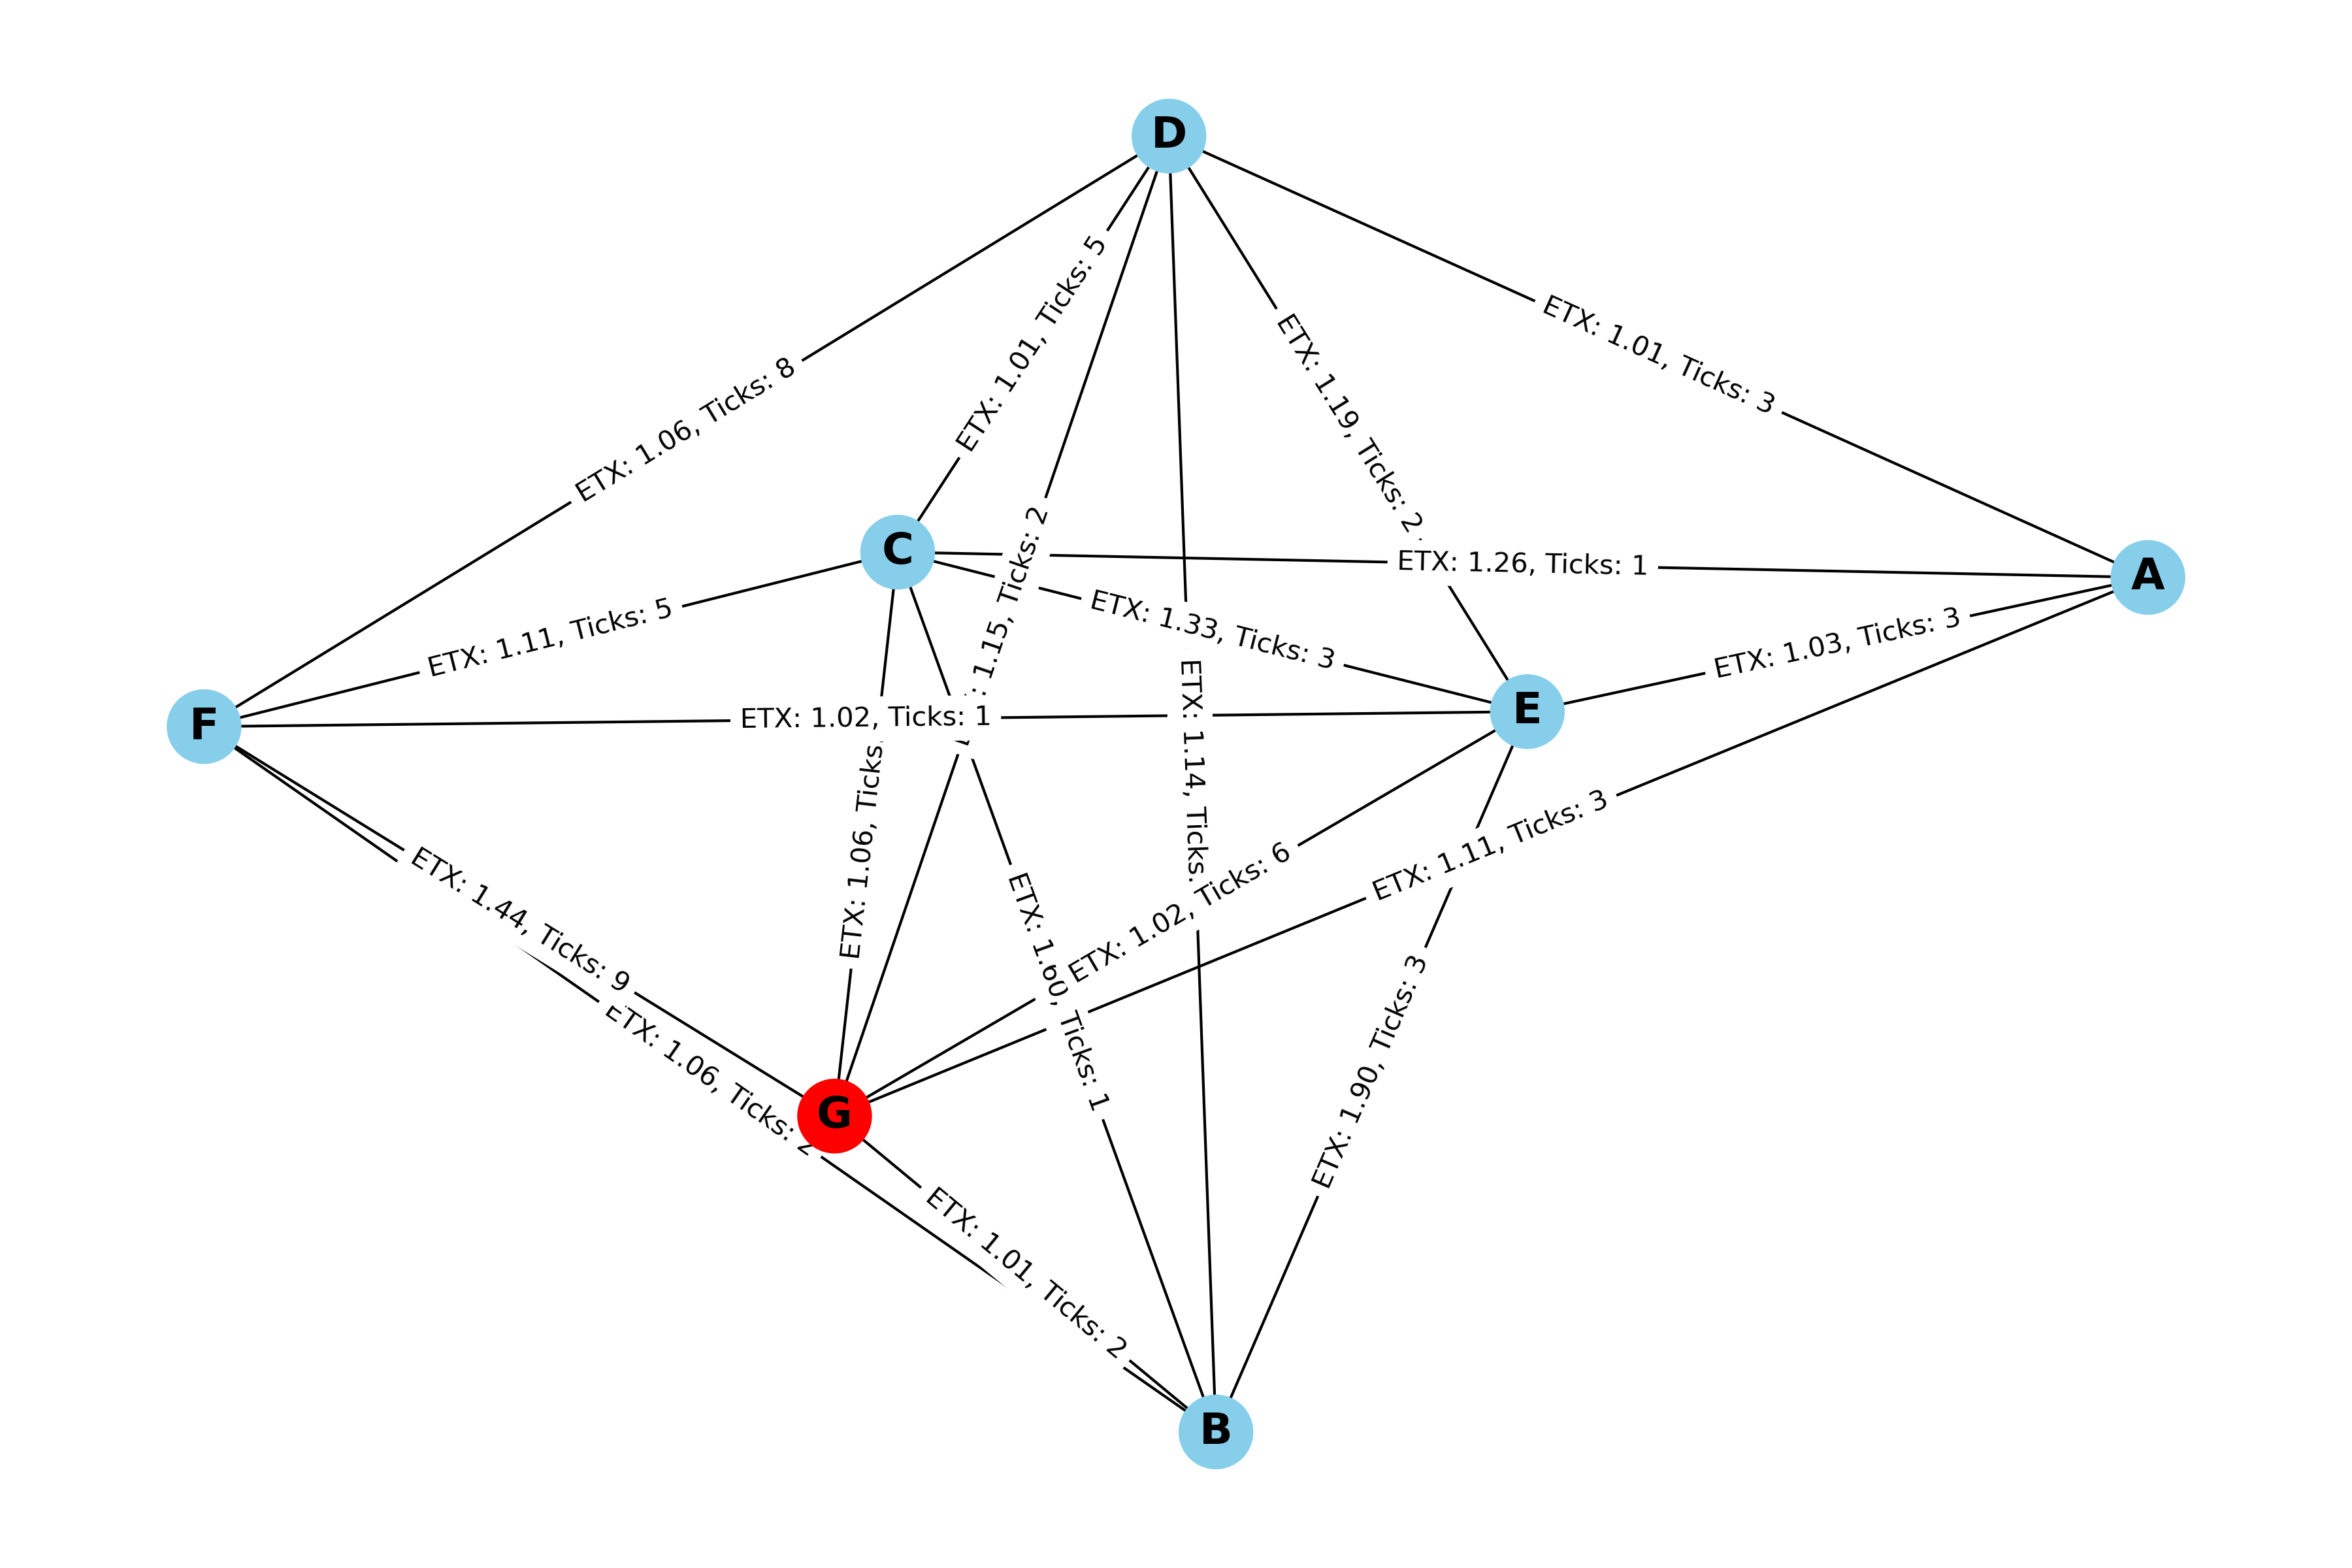 D
ETX: 1.01, Ticks: 5
ETX: 1.06, Ticks: 8
ETX: 1.19, Ticks: 2
ETX: 1.01, Ticks: 3
C
ETX: 1.15, Ticks: 2
ETX: 1.26, Ticks: 1
A
ETX: 1.11, Ticks: 5
ETX: 1.33, Ticks: 3
ETX: 1.03, Ticks: 3
F
ETX: 1.02, Ticks: 1
E
ETX: 1.06, Ticks
ETX: 1.14, Ticks:
ETX: 1.44, Ticks: 9
ETX: 1.02, Ticks: 6
ETX: 1.11, Ticks: 3
ETX: 1.60, Ticks: 1
ETX: 1.90, Ticks: 3
ETX: 1.06, Ticks: 2
G
ETX: 1.01, Ticks: 2
B